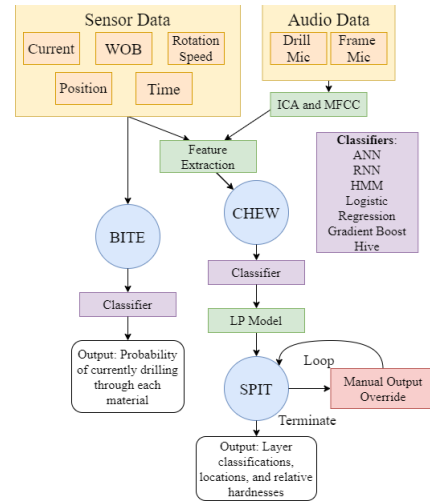 Sensor Data
Current
WOB
Rotation
Speed
Position
Time
Audio Data
Drill
Mic
Frame
Mic
ICA and MFCC
Feature
Extraction
Classifiers:
ANN
RNN
HMM
Logistic
Regression
Gradient Boost
Hive
BITE
CHEW
Classifier
Classifier
LP Model
Output: Probability
of currently drilling
through each
material
SPIT
Loop
Manual Output
Override
Terminate
Output: Layer
classifications,
locations, and relative
hardnesses